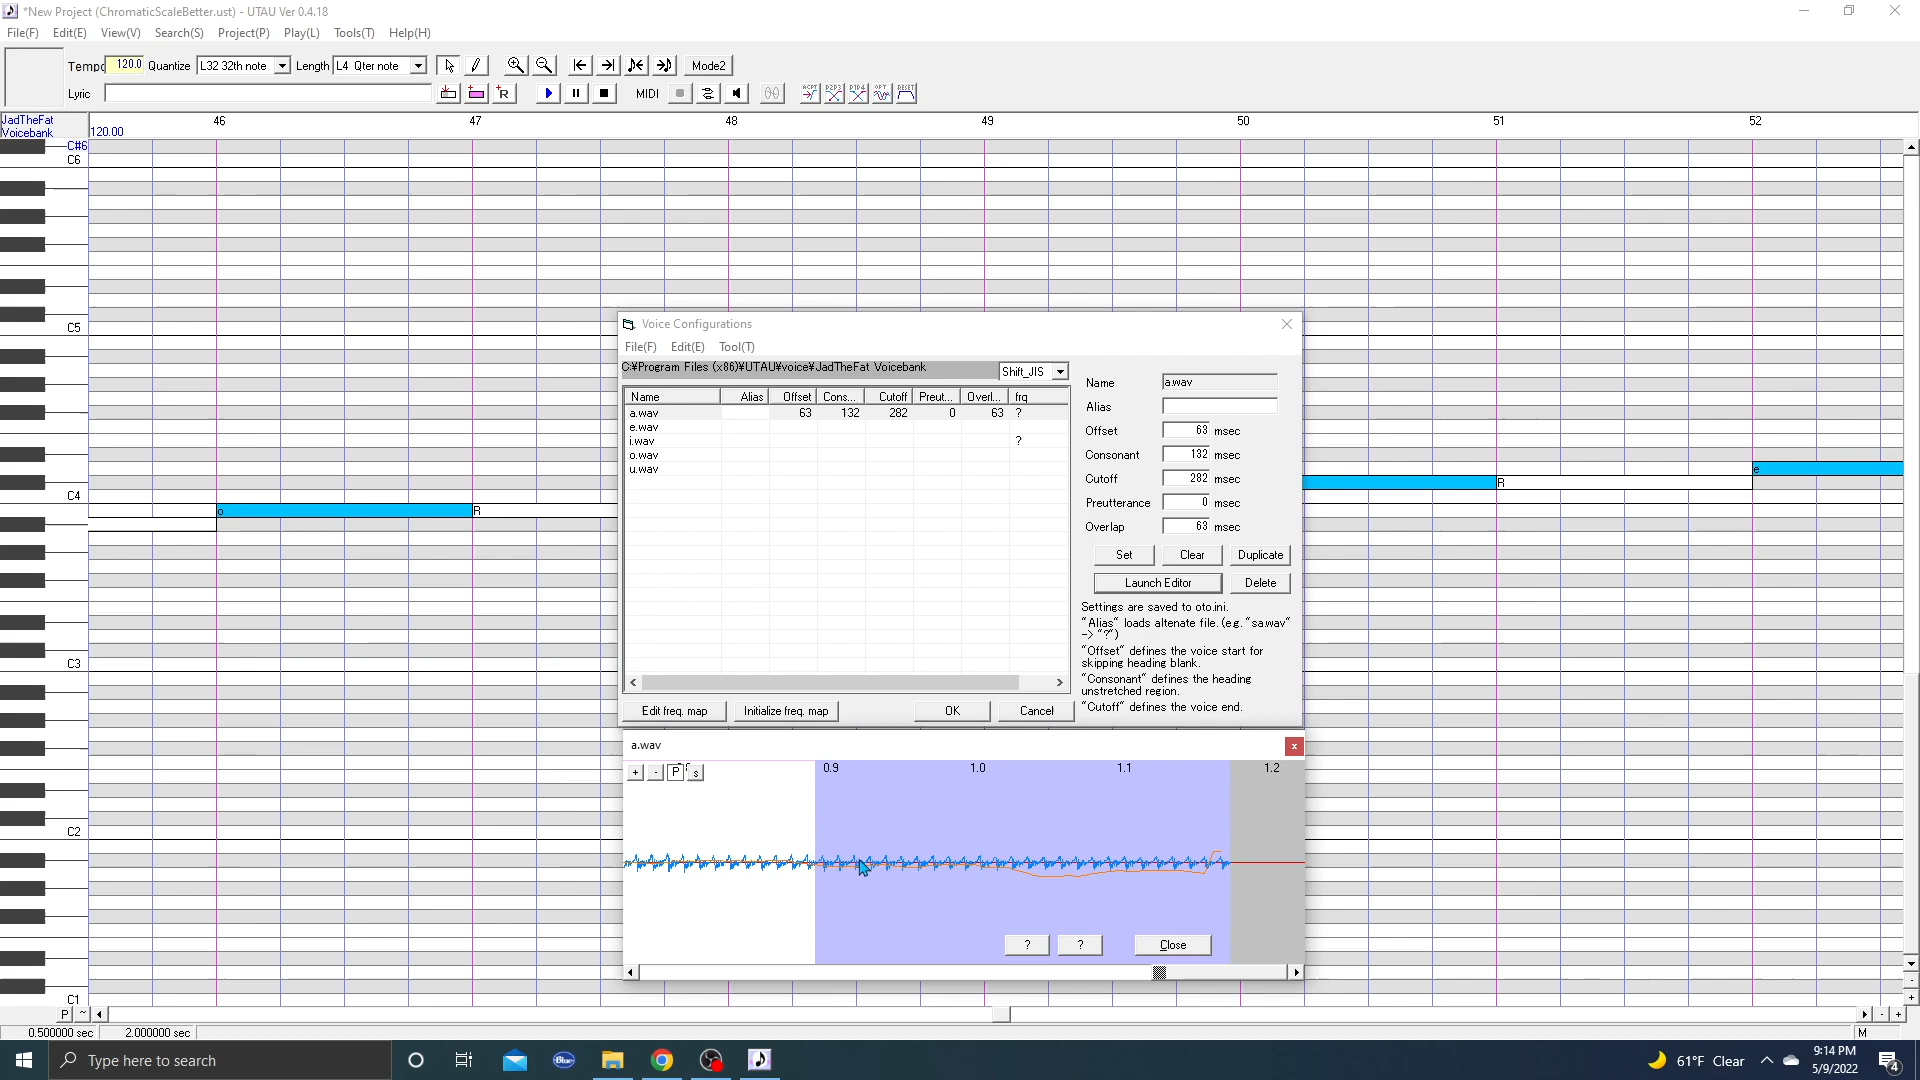 *New Project (ChromaticScaleBetter.ust) - UTAU Ver 0.4.18
File(F) Edit(E) View(V) Search(S) Project(P) Play(L) Tools(T) Help(H)
Tempo 120.0 Quantize L32 32th note Length L4 Qter note Mode2
Lyric MIDI ACPT P2P3 P1P4 OPT RESET
JadTheFat Voicebank
120.00
46 47 48 49 50 51 52
C#6
C6
C5
C4
C3
C2
C1
o R R e
Voice Configurations
File(F) Edit(E) Tool(T)
C:¥Program Files (x86)¥UTAU¥voice¥JadTheFat Voicebank Shift_JIS
Name Alias Offset Cons... Cutoff Preut... Overl... frq
a.wav 63 132 282 0 63 ?
e.wav
i.wav ?
o.wav
u.wav
Edit freq. map Initialize freq. map OK Cancel
Name a.wav
Alias
Offset 63 msec
Consonant 132 msec
Cutoff 282 msec
Preutterance 0 msec
Overlap 63 msec
Set Clear Duplicate
Launch Editor Delete
Settings are saved to oto.ini.
"Alias" loads altenate file. (e.g. "sa.wav"
-> "?")
"Offset" defines the voice start for
skipping heading blank.
"Consonant" defines the heading
unstretched region.
"Cutoff" defines the voice end.
a.wav
+ - P s
0.9 1.0 1.1 1.2
? ? Close
P ~
0.500000 sec 2.000000 sec M
Type here to search
Blue
61°F Clear
9:14 PM
5/9/2022
4